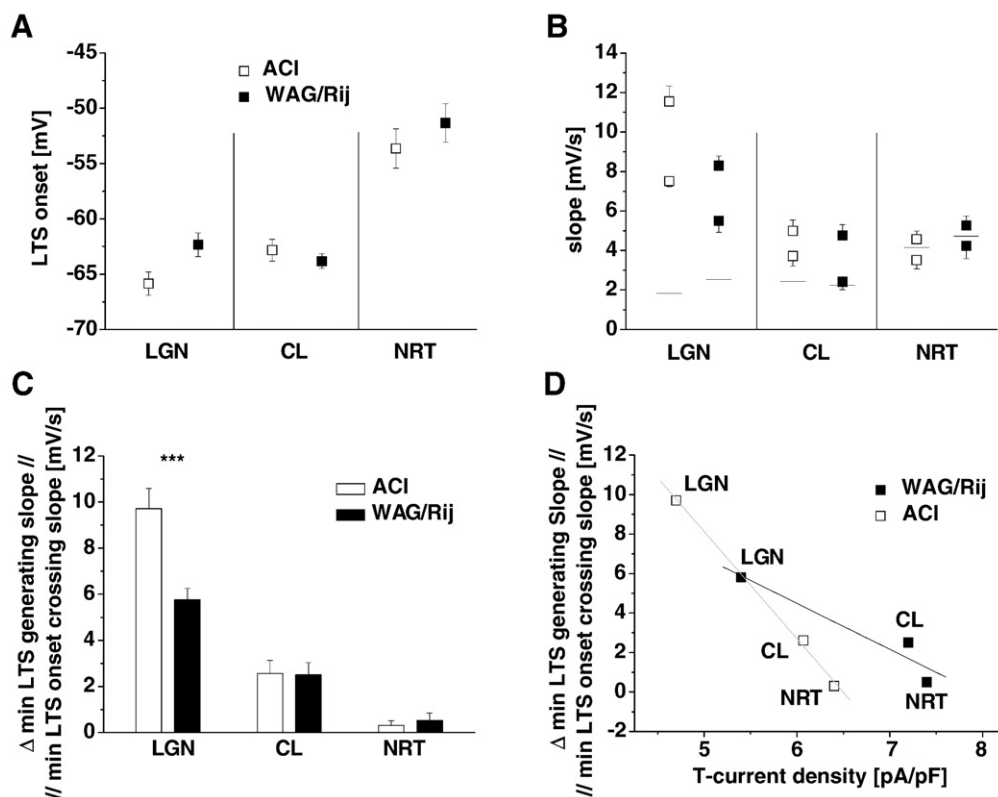 A
-45
-50
-55
-60
-65
-70
LTS onset [mV]
ACI
WAG/Rij
LGN CL NRT
B
14
12
10
8
6
4
2
0
slope [mV/s]
LGN CL NRT
C
12
10
8
6
4
2
0
Δ min LTS generating slope //
// min LTS onset crossing slope [mV/s]
***
ACI
WAG/Rij
LGN CL NRT
D
12
10
8
6
4
2
0
-2
Δ min LTS generating Slope //
// min LTS onset crossing slope [mV/s]
LGN
WAG/Rij
ACI
LGN
CL
CL
NRT
NRT
5 6 7 8
T-current density [pA/pF]